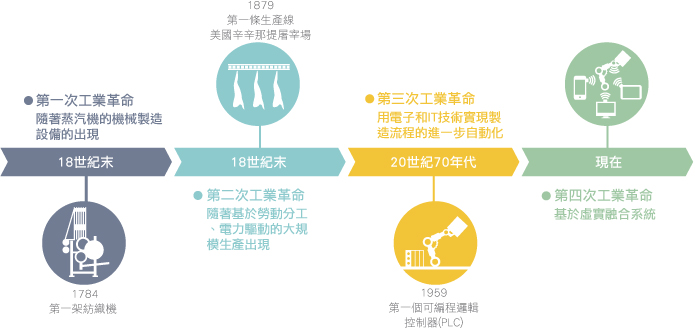 1879
第一條生產線
美國辛辛那提屠宰場
第一次工業革命
隨著蒸汽機的機械製造
設備的出現
第三次工業革命
用電子和IT技術實現製
造流程的進一步自動化
18世紀末
18世紀末
20世紀70年代
現在
第二次工業革命
隨著基於勞動分工
、電力驅動的大規
模生產出現
第四次工業革命
基於虛實融合系統
1784
第一架紡織機
1959
第一個可編程邏輯
控制器(PLC)